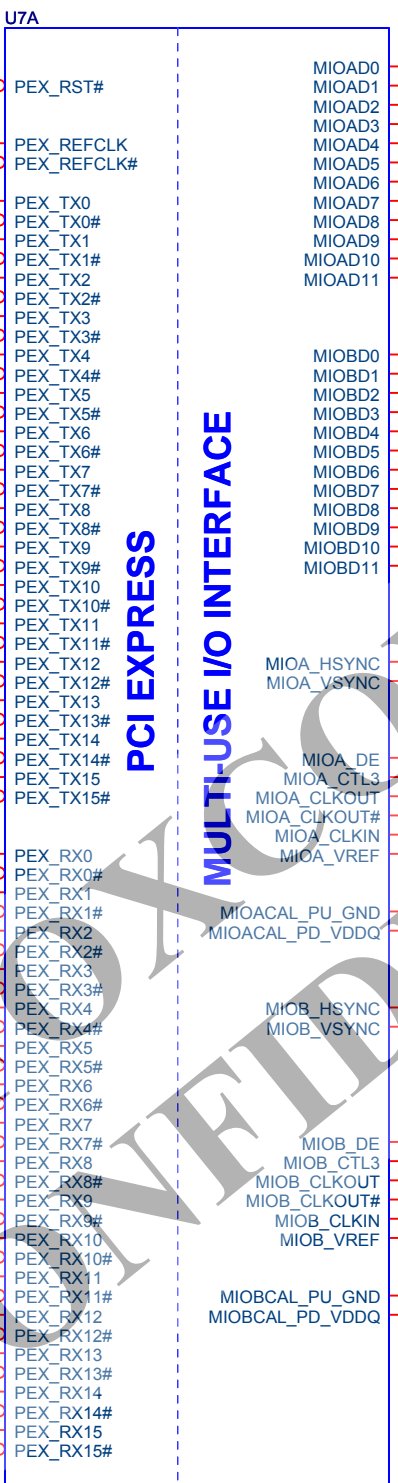 U7A
PEX_RST#
PEX_REFCLK
PEX_REFCLK#
PEX_TX0
PEX_TX0#
PEX_TX1
PEX_TX1#
PEX_TX2
PEX_TX2#
PEX_TX3
PEX_TX3#
PEX_TX4
PEX_TX4#
PEX_TX5
PEX_TX5#
PEX_TX6
PEX_TX6#
PEX_TX7
PEX_TX7#
PEX_TX8
PEX_TX8#
PEX_TX9
PEX_TX9#
PEX_TX10
PEX_TX10#
PEX_TX11
PEX_TX11#
PEX_TX12
PEX_TX12#
PEX_TX13
PEX_TX13#
PEX_TX14
PEX_TX14#
PEX_TX15
PEX_TX15#
PEX_RX0
PEX_RX0#
PEX_RX1
PEX_RX1#
PEX_RX2
PEX_RX2#
PEX_RX3
PEX_RX3#
PEX_RX4
PEX_RX4#
PEX_RX5
PEX_RX5#
PEX_RX6
PEX_RX6#
PEX_RX7
PEX_RX7#
PEX_RX8
PEX_RX8#
PEX_RX9
PEX_RX9#
PEX_RX10
PEX_RX10#
PEX_RX11
PEX_RX11#
PEX_RX12
PEX_RX12#
PEX_RX13
PEX_RX13#
PEX_RX14
PEX_RX14#
PEX_RX15
PEX_RX15#
PCI EXPRESS
MULTI-USE I/O INTERFACE
MIOAD0
MIOAD1
MIOAD2
MIOAD3
MIOAD4
MIOAD5
MIOAD6
MIOAD7
MIOAD8
MIOAD9
MIOAD10
MIOAD11
MIOBD0
MIOBD1
MIOBD2
MIOBD3
MIOBD4
MIOBD5
MIOBD6
MIOBD7
MIOBD8
MIOBD9
MIOBD10
MIOBD11
MIOA_HSYNC
MIOA_VSYNC
MIOA_DE
MIOA_CTL3
MIOA_CLKOUT
MIOA_CLKOUT#
MIOA_CLKIN
MIOA_VREF
MIOACAL_PU_GND
MIOACAL_PD_VDDQ
MIOB_HSYNC
MIOB_VSYNC
MIOB_DE
MIOB_CTL3
MIOB_CLKOUT
MIOB_CLKOUT#
MIOB_CLKIN
MIOB_VREF
MIOBCAL_PU_GND
MIOBCAL_PD_VDDQ
OXCO
ONFID